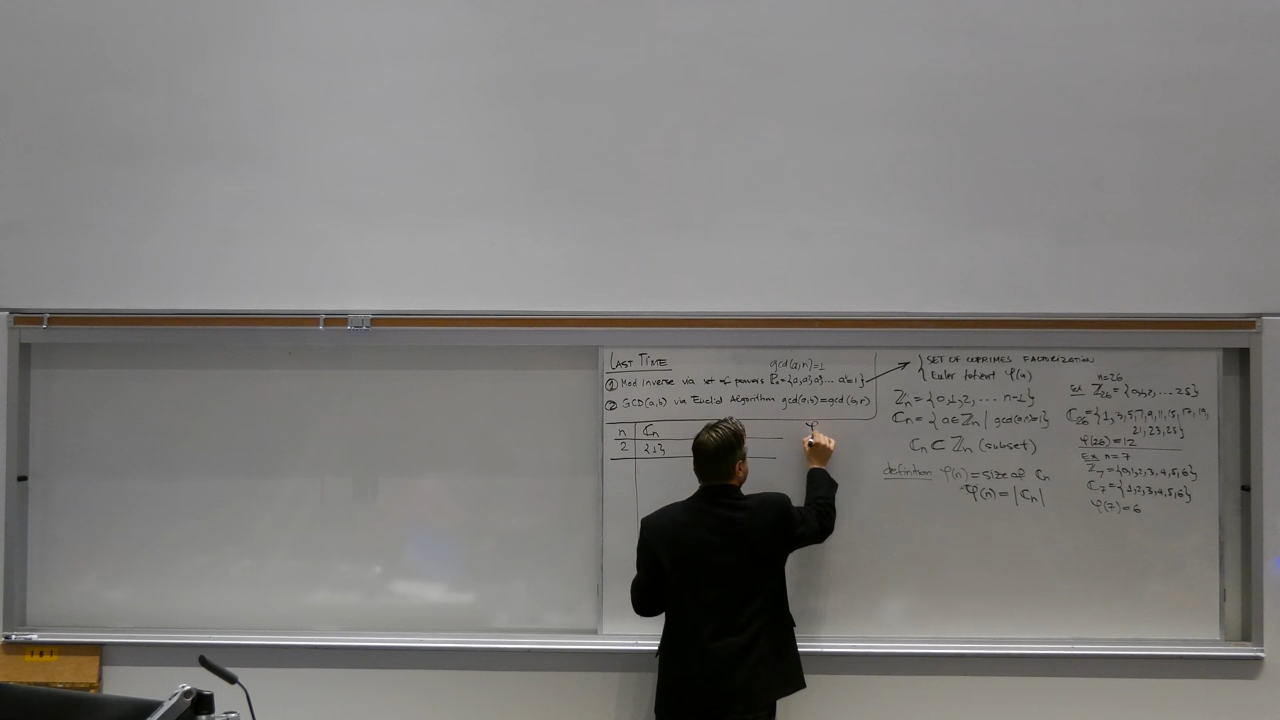 LAST TIME
gcd(a,n)=1
① Mod inverse via set of powers
② GCD(a,b) via Euclid Algorithm gcd(a,b)=gcd(b,r)
n ℂn φ
2 {1}
SET OF COPRIMES FACTORIZATION
Euler totient φ(n)
ℤn={0,1,2,... n-1}
ℂn={a∈ℤn| gcd(a,n)=1}
ℂn⊂ℤn (subset)
definition φ(n)=size of ℂn
φ(n)=|ℂn|
n=26
Ex ℤ26={0,1,2,...25}
ℂ26={1,3,5,7,9,11,15,17,19,
21,23,25}
φ(26)=12
Ex n=7
ℤ7={0,1,2,3,4,5,6}
ℂ7={1,2,3,4,5,6}
φ(7)=6